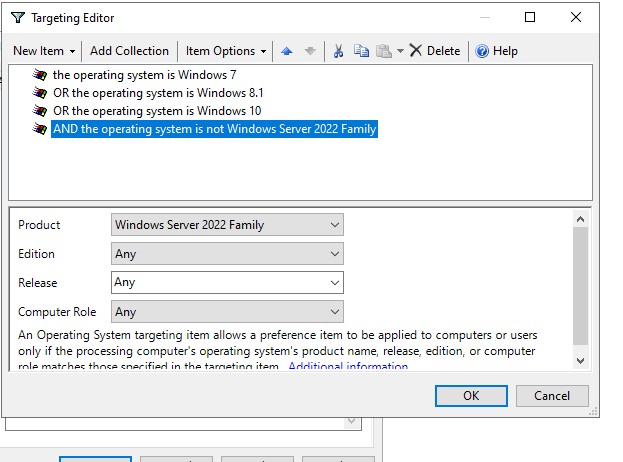 Targeting Editor
New Item Add Collection Item Options Delete Help
the operating system is Windows 7
OR the operating system is Windows 8.1
OR the operating system is Windows 10
AND the operating system is not Windows Server 2022 Family
Product Windows Server 2022 Family
Edition Any
Release Any
Computer Role Any
An Operating System targeting item allows a preference item to be applied to computers or users
only if the processing computer's operating system's product name, release, edition, or computer
role matches those specified in the targeting item. Additional information
OK Cancel